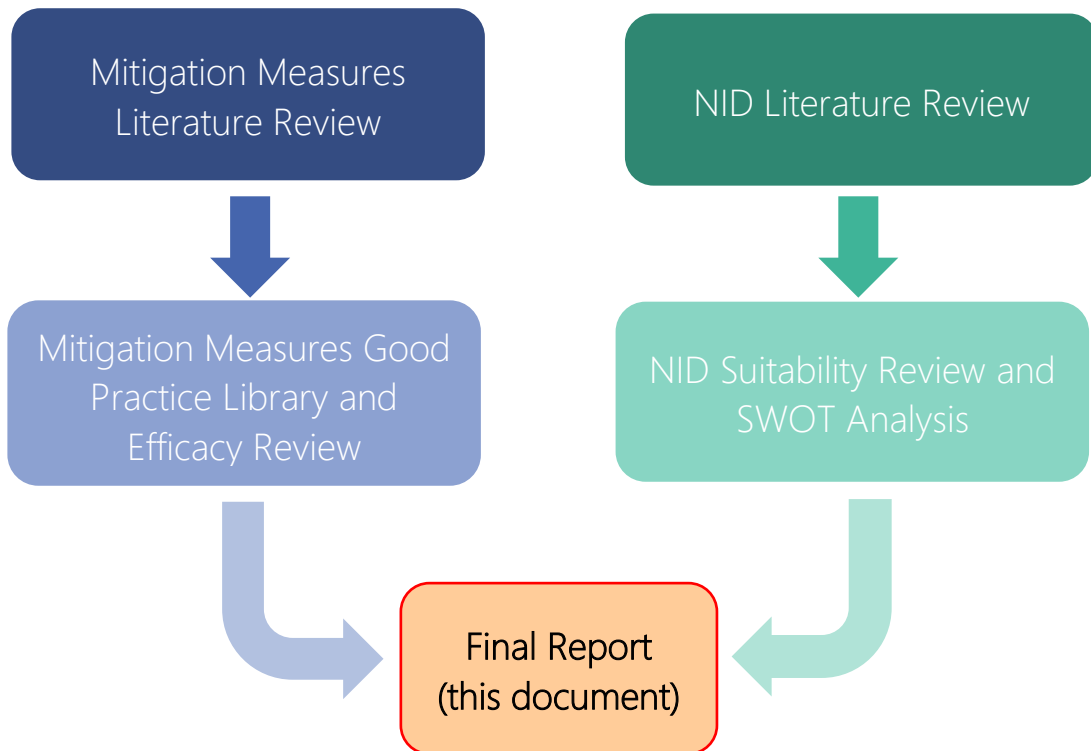 Mitigation Measures
Literature Review
NID Literature Review
Mitigation Measures Good
Practice Library and
Efficacy Review
NID Suitability Review and
SWOT Analysis
Final Report
(this document)